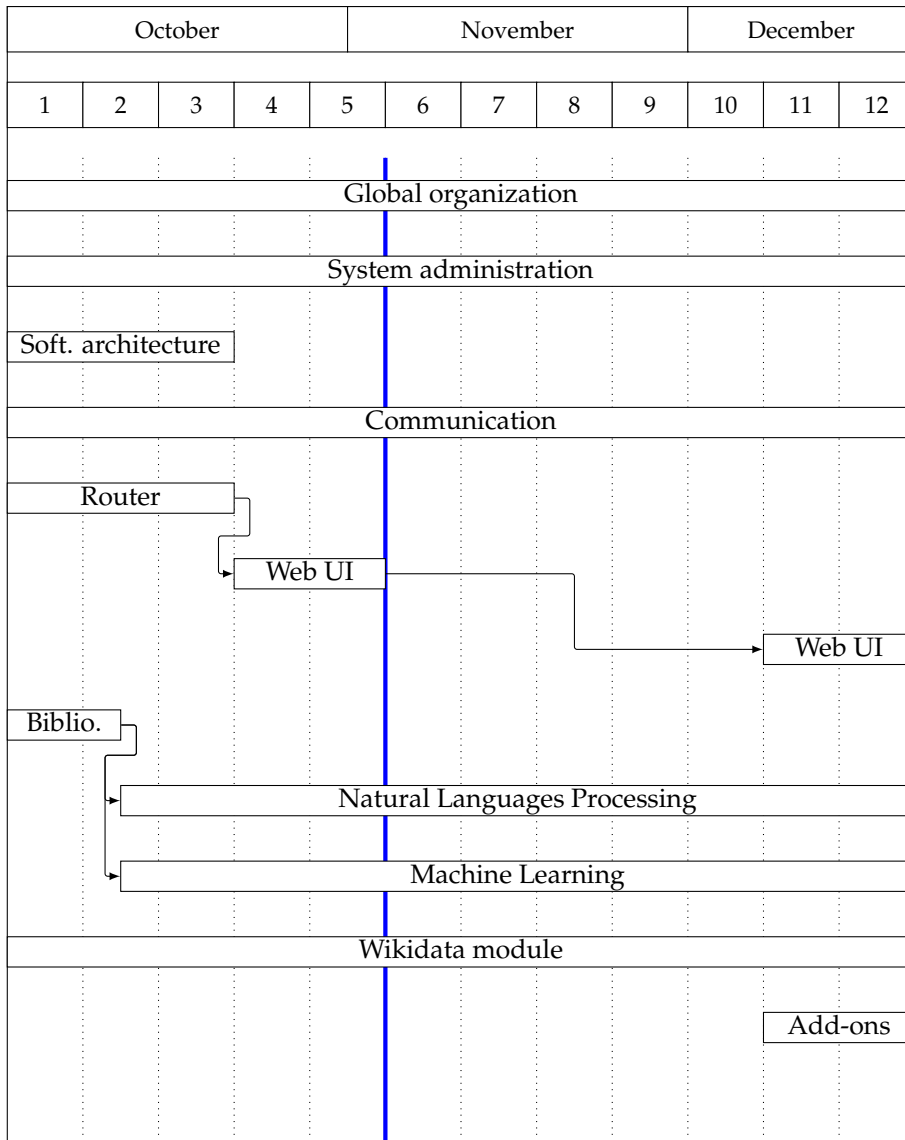 October November December
1 2 3 4 5 6 7 8 9 10 11 12
Global organization
System administration
Soft. architecture
Communication
Router
Web UI
Web UI
Biblio.
Natural Languages Processing
Machine Learning
Wikidata module
Add-ons